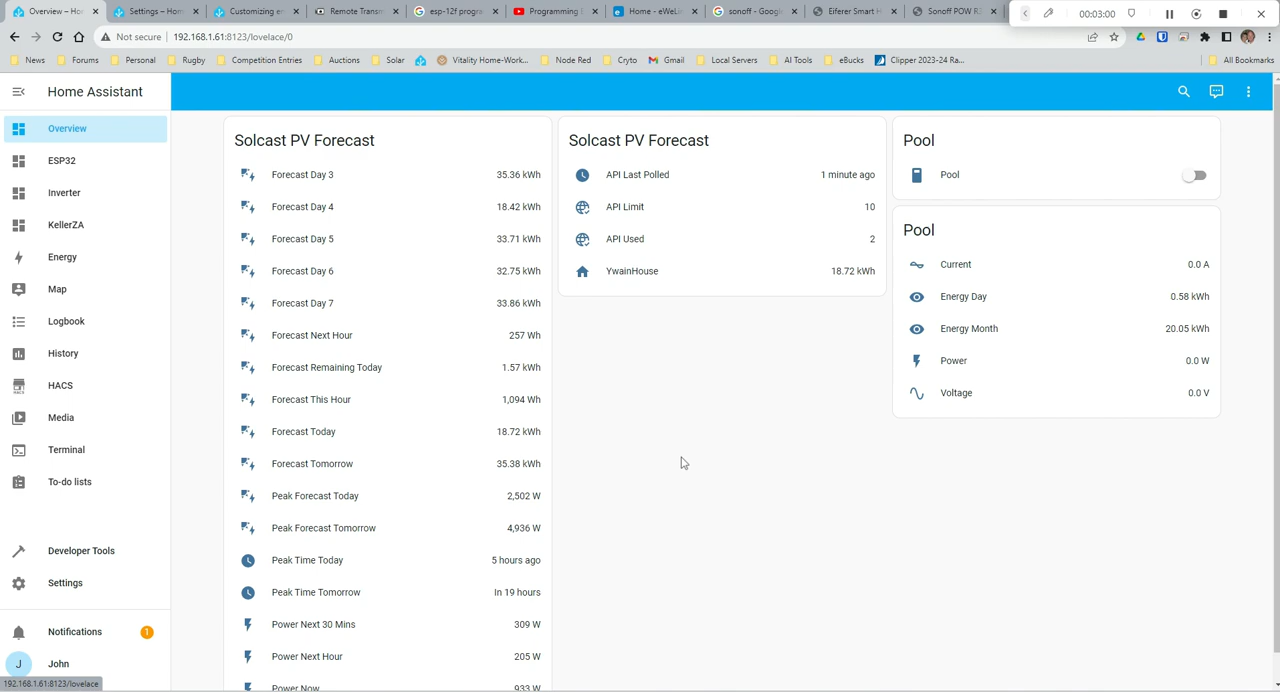 Overview – Hom
Settings – Hom
Customizing e
Remote Transm
esp-12f progra
Programming E
Home - eWeLin
sonoff - Google
Eiferer Smart H
Sonoff POW R3
00:03:00
Not secure
192.168.1.61:8123/lovelace/0
News
Forums
Personal
Rugby
Competition Entries
Auctions
Solar
Vitality Home-Work...
Node Red
Cryto
Gmail
Local Servers
AI Tools
eBucks
Clipper 2023-24 Ra...
All Bookmarks
Home Assistant
Overview
ESP32
Inverter
KellerZA
Energy
Map
Logbook
History
HACS
Media
Terminal
To-do lists
Developer Tools
Settings
Notifications 1
J John
192.168.1.61:8123/lovelace
Solcast PV Forecast
Forecast Day 3 35.36 kWh
Forecast Day 4 18.42 kWh
Forecast Day 5 33.71 kWh
Forecast Day 6 32.75 kWh
Forecast Day 7 33.86 kWh
Forecast Next Hour 257 Wh
Forecast Remaining Today 1.57 kWh
Forecast This Hour 1,094 Wh
Forecast Today 18.72 kWh
Forecast Tomorrow 35.38 kWh
Peak Forecast Today 2,502 W
Peak Forecast Tomorrow 4,936 W
Peak Time Today 5 hours ago
Peak Time Tomorrow In 19 hours
Power Next 30 Mins 309 W
Power Next Hour 205 W
Power Now 933 W
Solcast PV Forecast
API Last Polled 1 minute ago
API Limit 10
API Used 2
YwainHouse 18.72 kWh
Pool
Pool
Pool
Current 0.0 A
Energy Day 0.58 kWh
Energy Month 20.05 kWh
Power 0.0 W
Voltage 0.0 V